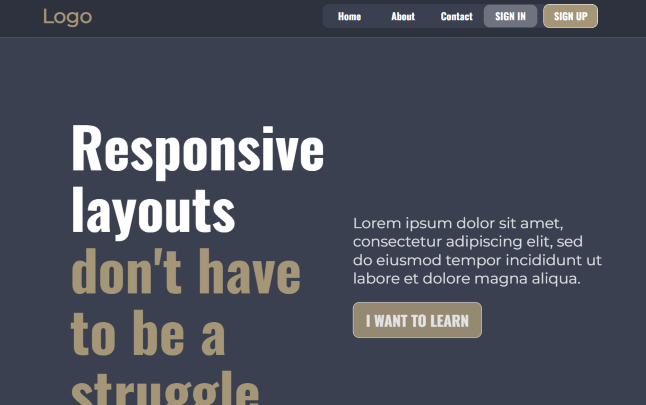 Logo
Home
About
Contact
SIGN IN
SIGN UP
Responsive
layouts
don't have
to be a
struggle
Lorem ipsum dolor sit amet,
consectetur adipiscing elit, sed
do eiusmod tempor incididunt ut
labore et dolore magna aliqua.
I WANT TO LEARN